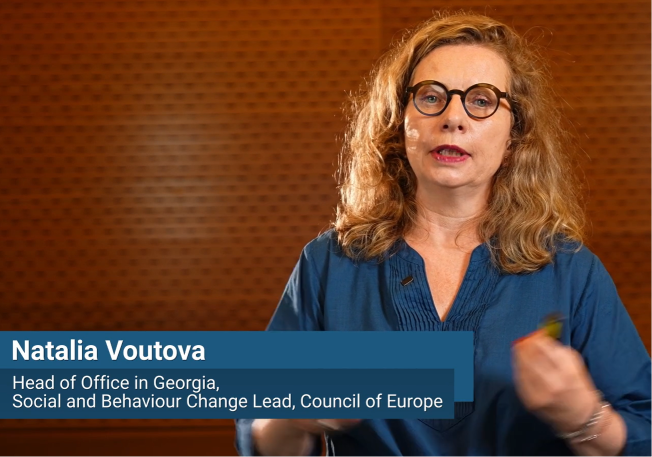 Natalia Voutova
Head of Office in Georgia,
Social and Behaviour Change Lead, Council of Europe